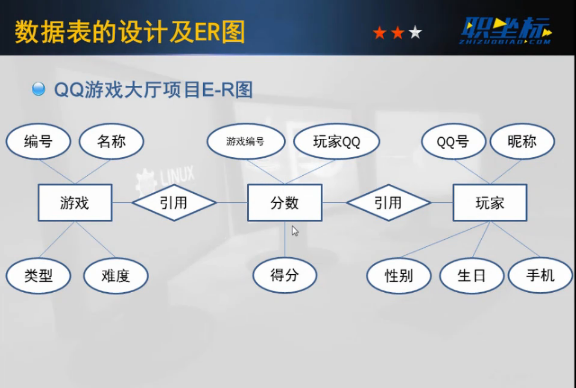 数据表的设计及ER图
职坐标
ZHIZUOBIAO.COM
QQ游戏大厅项目E-R图
编号 名称 游戏编号 玩家QQ QQ号 昵称
LINUX
游戏 引用 分数 引用 玩家
类型 难度 得分 性别 生日 手机